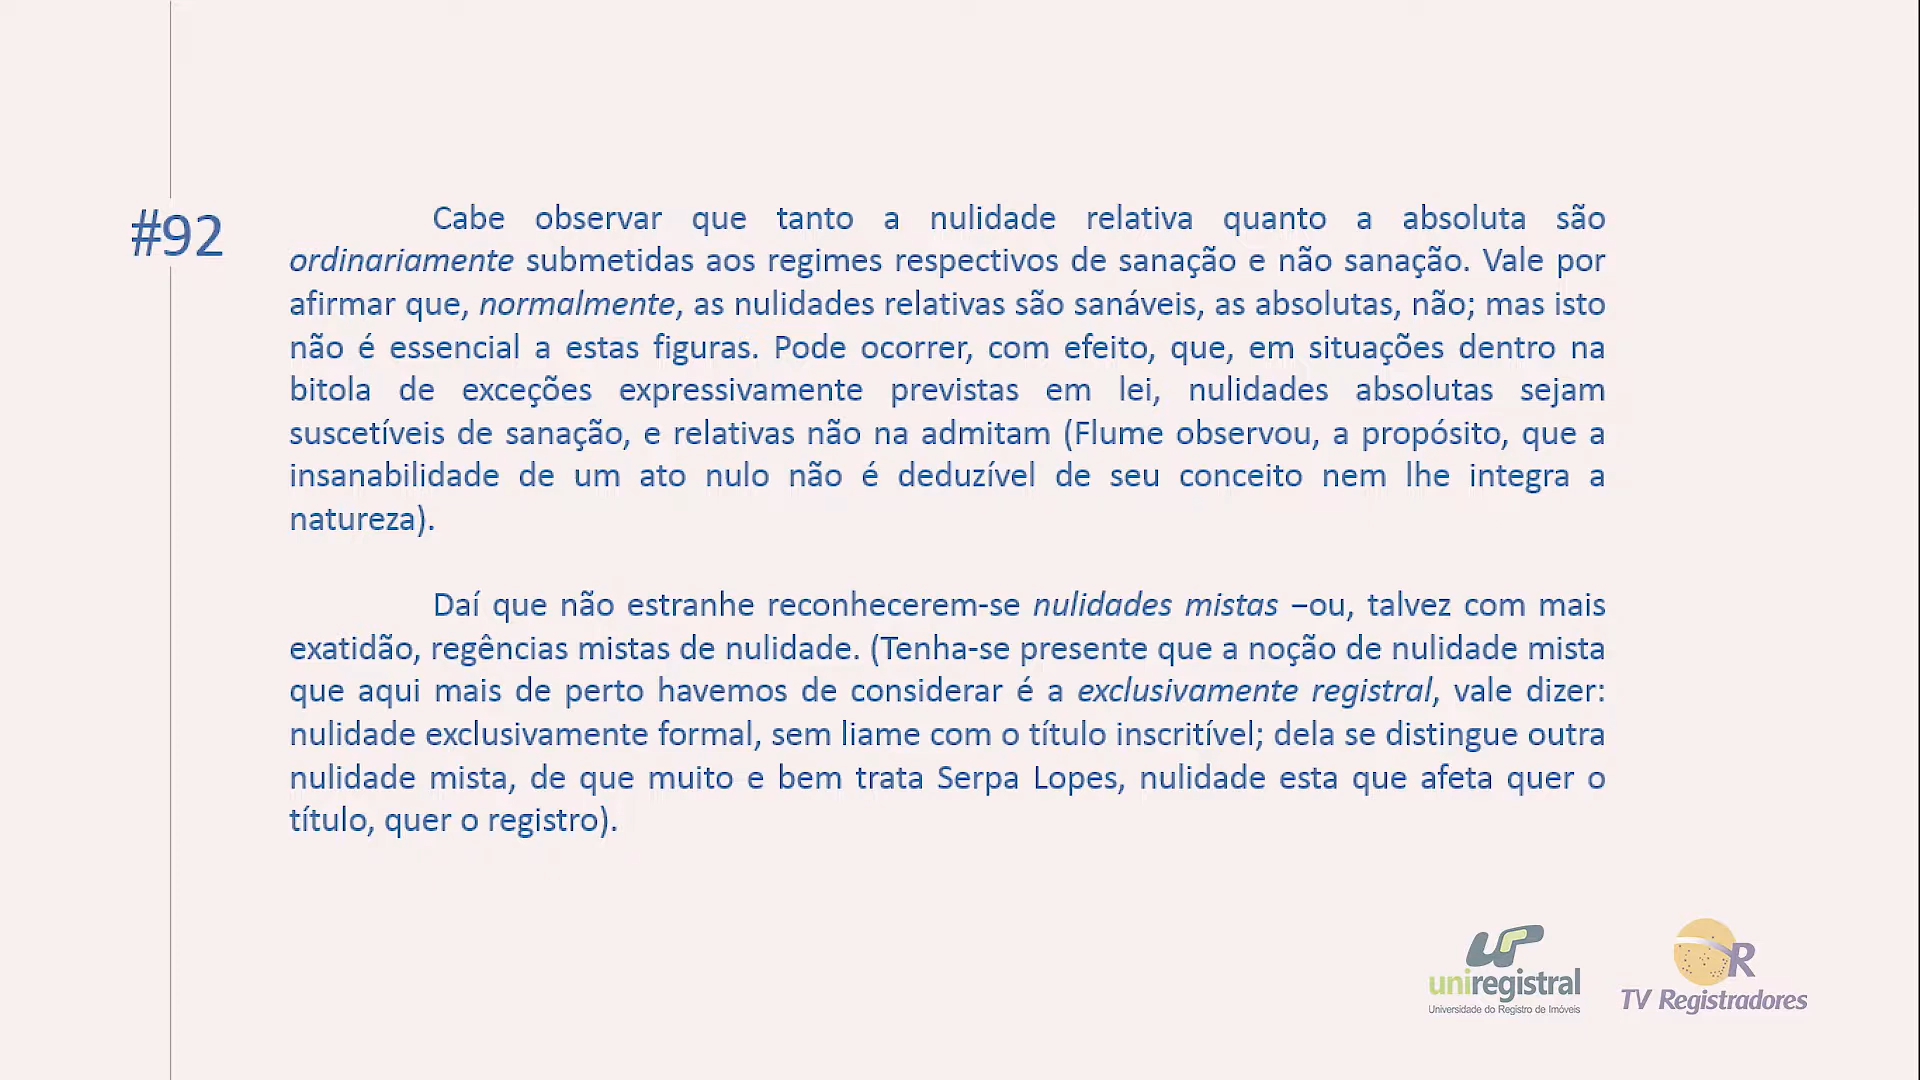 #92
Cabe observar que tanto a nulidade relativa quanto a absoluta são
ordinariamente submetidas aos regimes respectivos de sanação e não sanação. Vale por
afirmar que, normalmente, as nulidades relativas são sanáveis, as absolutas, não; mas isto
não é essencial a estas figuras. Pode ocorrer, com efeito, que, em situações dentro na
bitola de exceções expressivamente previstas em lei, nulidades absolutas sejam
suscetíveis de sanação, e relativas não na admitam (Flume observou, a propósito, que a
insanabilidade de um ato nulo não é deduzível de seu conceito nem lhe integra a
natureza).
Daí que não estranhe reconhecerem-se nulidades mistas –ou, talvez com mais
exatidão, regências mistas de nulidade. (Tenha-se presente que a noção de nulidade mista
que aqui mais de perto havemos de considerar é a exclusivamente registral, vale dizer:
nulidade exclusivamente formal, sem liame com o título inscritível; dela se distingue outra
nulidade mista, de que muito e bem trata Serpa Lopes, nulidade esta que afeta quer o
título, quer o registro).
uniregistral
Universidade do Registro de Imóveis
R
TV Registradores